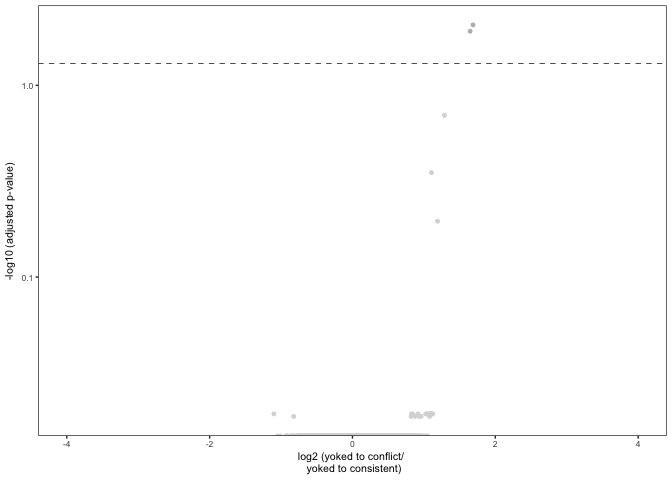 -log10 (adjusted p-value)
1.0
0.1
-4
-2
0
2
4
log2 (yoked to conflict/
yoked to consistent)